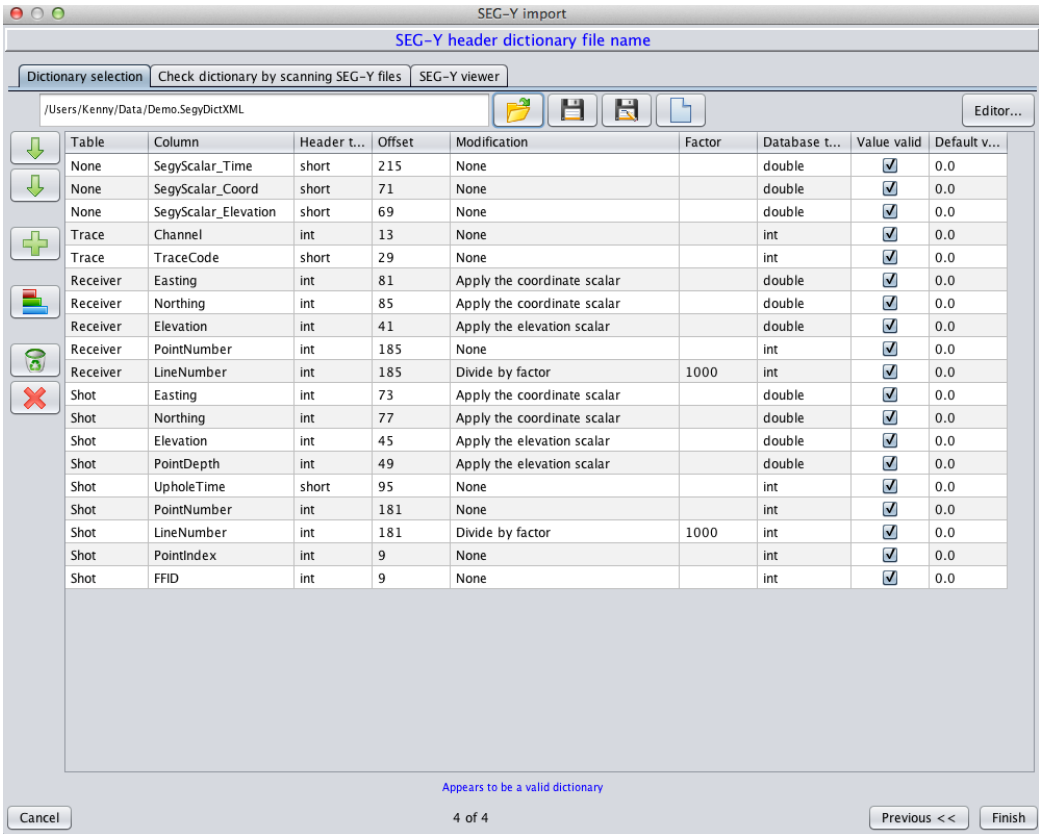 SEG-Y import
SEG-Y header dictionary file name
Dictionary selection Check dictionary by scanning SEG-Y files SEG-Y viewer
/Users/Kenny/Data/Demo.SegyDictXML Editor...
Table Column Header t... Offset Modification Factor Database t... Value valid Default v...
None SegyScalar_Time short 215 None double 0.0
None SegyScalar_Coord short 71 None double 0.0
None SegyScalar_Elevation short 69 None double 0.0
Trace Channel int 13 None int 0.0
Trace TraceCode short 29 None int 0.0
Receiver Easting int 81 Apply the coordinate scalar double 0.0
Receiver Northing int 85 Apply the coordinate scalar double 0.0
Receiver Elevation int 41 Apply the elevation scalar double 0.0
Receiver PointNumber int 185 None int 0.0
Receiver LineNumber int 185 Divide by factor 1000 int 0.0
Shot Easting int 73 Apply the coordinate scalar double 0.0
Shot Northing int 77 Apply the coordinate scalar double 0.0
Shot Elevation int 45 Apply the elevation scalar double 0.0
Shot PointDepth int 49 Apply the elevation scalar double 0.0
Shot UpholeTime short 95 None int 0.0
Shot PointNumber int 181 None int 0.0
Shot LineNumber int 181 Divide by factor 1000 int 0.0
Shot PointIndex int 9 None int 0.0
Shot FFID int 9 None int 0.0
Appears to be a valid dictionary
Cancel 4 of 4 Previous << Finish